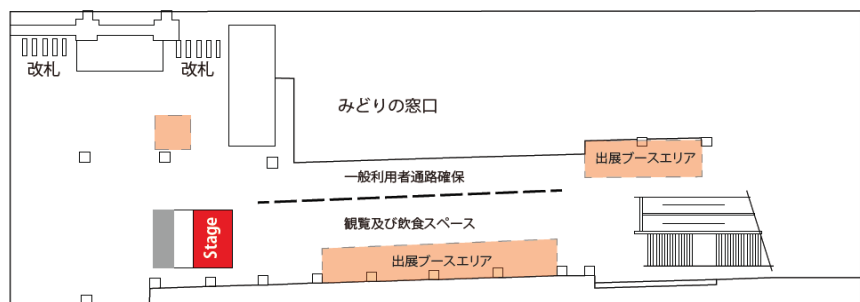 改札
改札
みどりの窓口
出展ブースエリア
一般利用者通路確保
観覧及び飲食スペース
Stage
出展ブースエリア